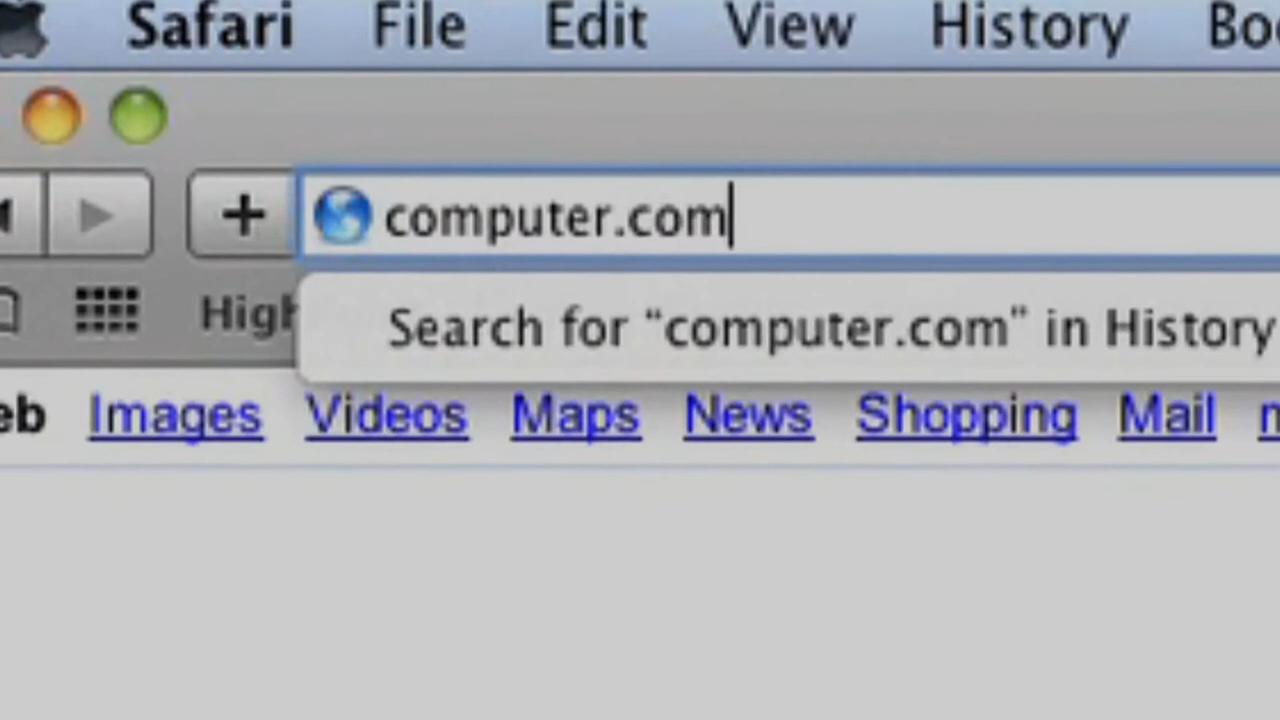 Safari File Edit View History
computer.com
Search for “computer.com” in History
Images Videos Maps News Shopping Mail